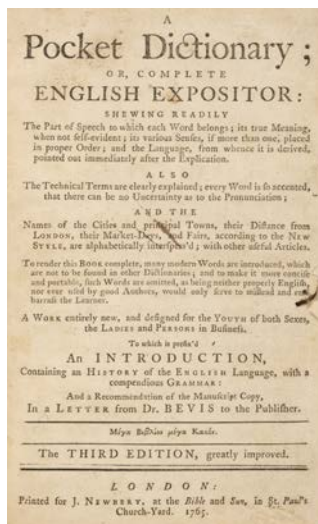 A
Pocket Dictionary;
OR, COMPLETE
ENGLISH EXPOSITOR:
SHEWING READILY
The Part of Speech to which each Word belongs; its true Meaning,
when not self-evident; its various Senses, if more than one, placed
in proper Order; and the Language, from whence it is derived,
pointed out immediately after the Explication.
ALSO
The Technical Terms are clearly explained; every Word is so accented,
that there can be no Uncertainty as to the Pronunciation;
AND THE
Names of the Cities and principal Towns, their Distance from
LONDON, their Market-Days, and Fairs, according to the NEW
STYLE, are alphabetically interspers'd; with other useful Articles.
To render this BOOK complete, many modern Words are introduced, which
are not to be found in other Dictionaries; and to make it more concise
and portable, such Words are omitted, as being neither properly English,
nor ever used by good Authors, would only serve to mislead and em-
barrass the Learner.
A WORK entirely new, and designed for the YOUTH of both Sexes,
the LADIES and PERSONS in Business.
To which is prefix'd
An INTRODUCTION,
Containing an HISTORY of the ENGLISH Language, with a
compendious GRAMMAR:
And a Recommendation of the Manuscript Copy,
In a LETTER from Dr. BEVIS to the Publisher.
Μέγα Βιβλίον μέγα Κακόν.
The THIRD EDITION, greatly improved.
LONDON:
Printed for J. NEWBERY, at the Bible and Sun, in St. Paul's
Church-Yard. 1765.